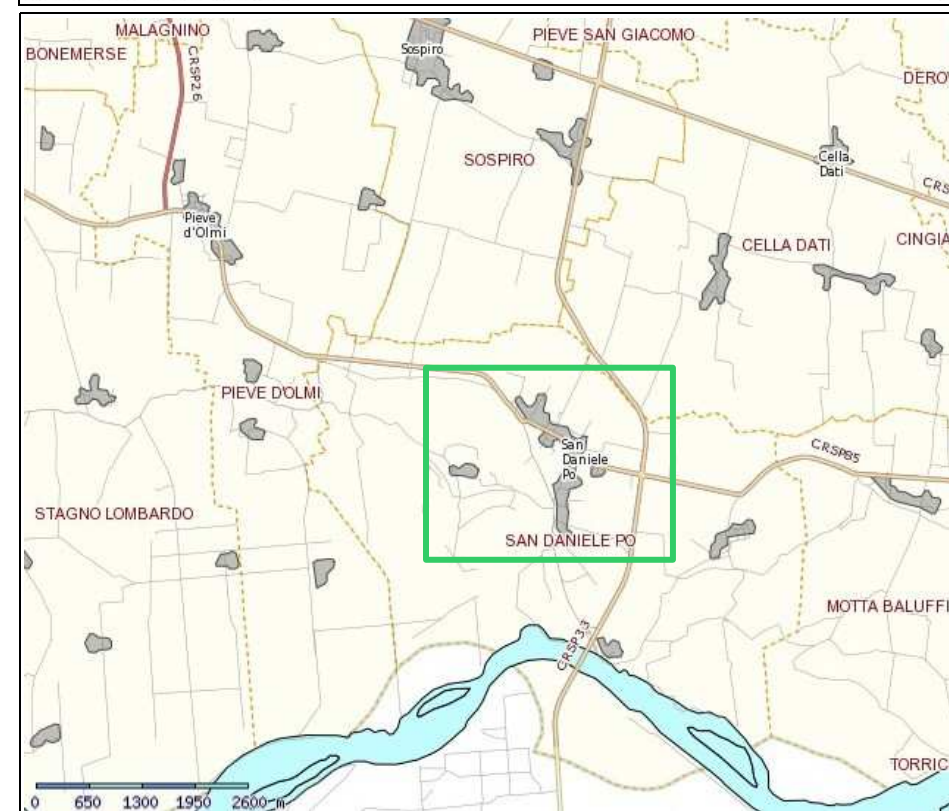 MALAGNINO
PIEVE SAN GIACOMO
BONEMERSE
Sospiro
CRSP26
DERO
SOSPIRO
Cella
Dati
CRS
Pieve
d'Olmi
CELLA DATI
CINGIA
PIEVE D'OLMI
San
Daniele
Po
CRSP85
STAGNO LOMBARDO
SAN DANIELE PO
MOTTA BALUFFI
CRSP33
TORRIC
0 650 1300 1950 2600 m